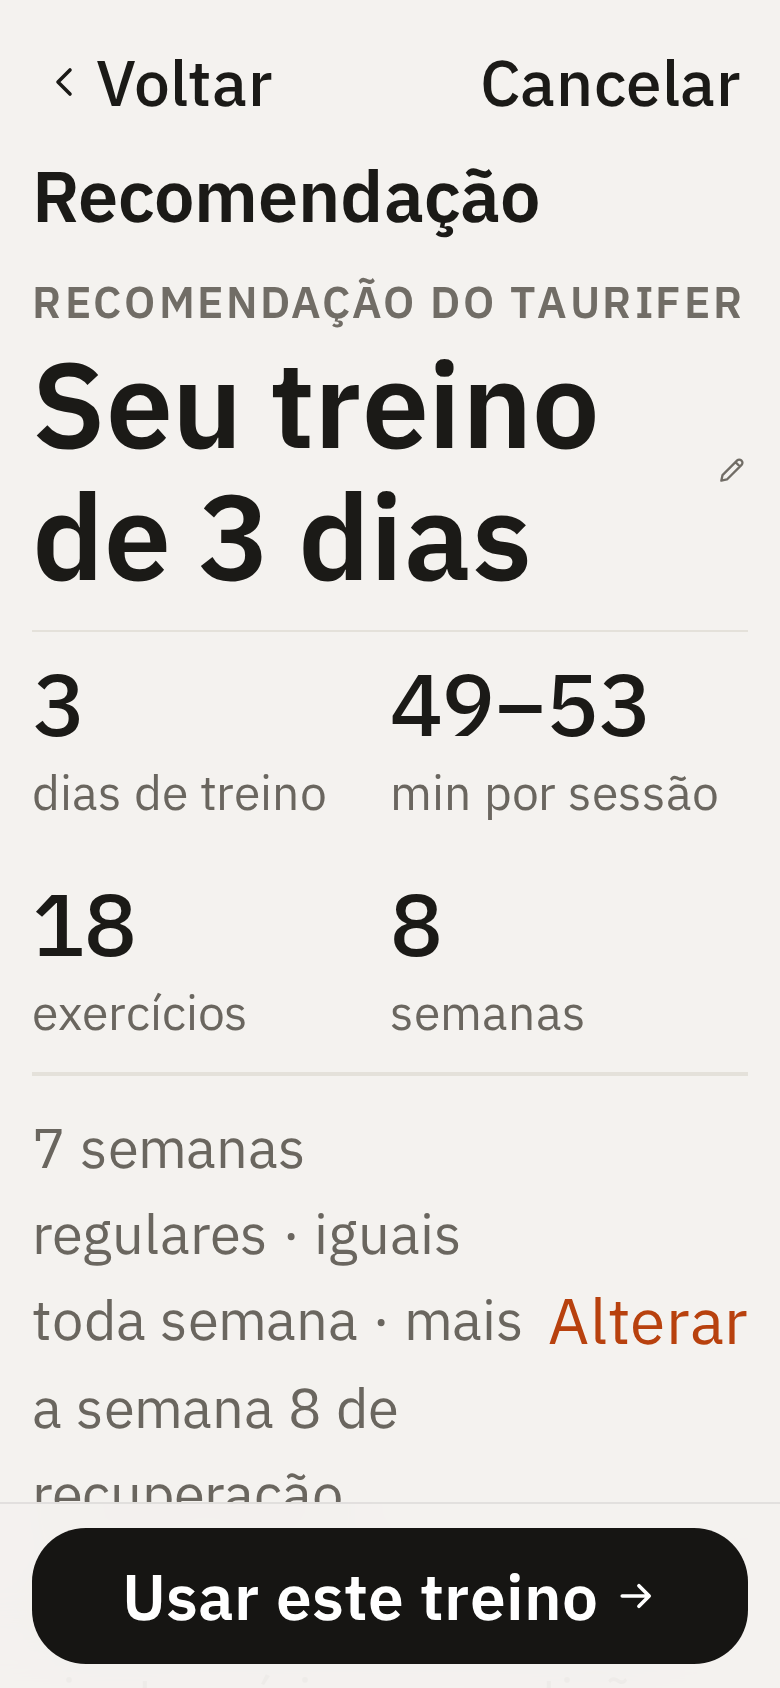 Voltar
Cancelar
Recomendação
RECOMENDAÇÃO DO TAURIFER
Seu treino
de 3 dias
3
49–53
dias de treino
min por sessão
18
8
exercícios
semanas
7 semanas
regulares · iguais
toda semana · mais
Alterar
a semana 8 de
recuperação
Usar este treino →